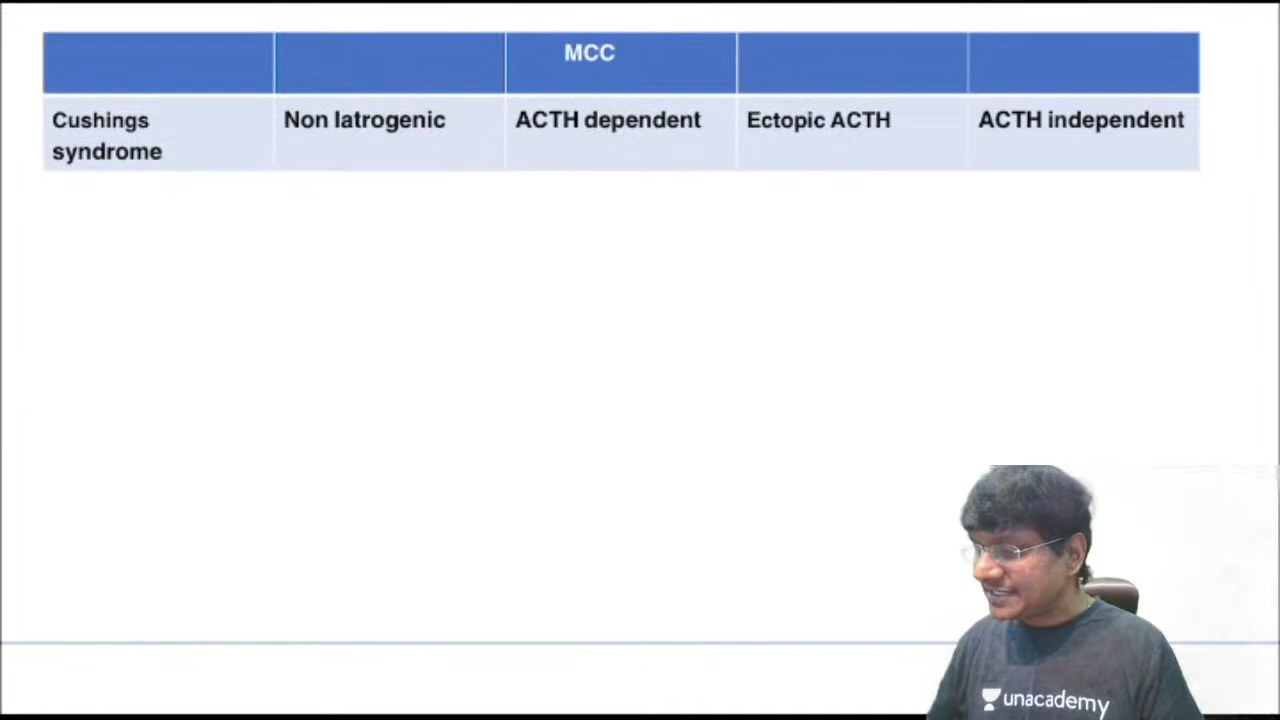 MCC
Cushings
syndrome
Non Iatrogenic
ACTH dependent
Ectopic ACTH
ACTH independent
unacademy